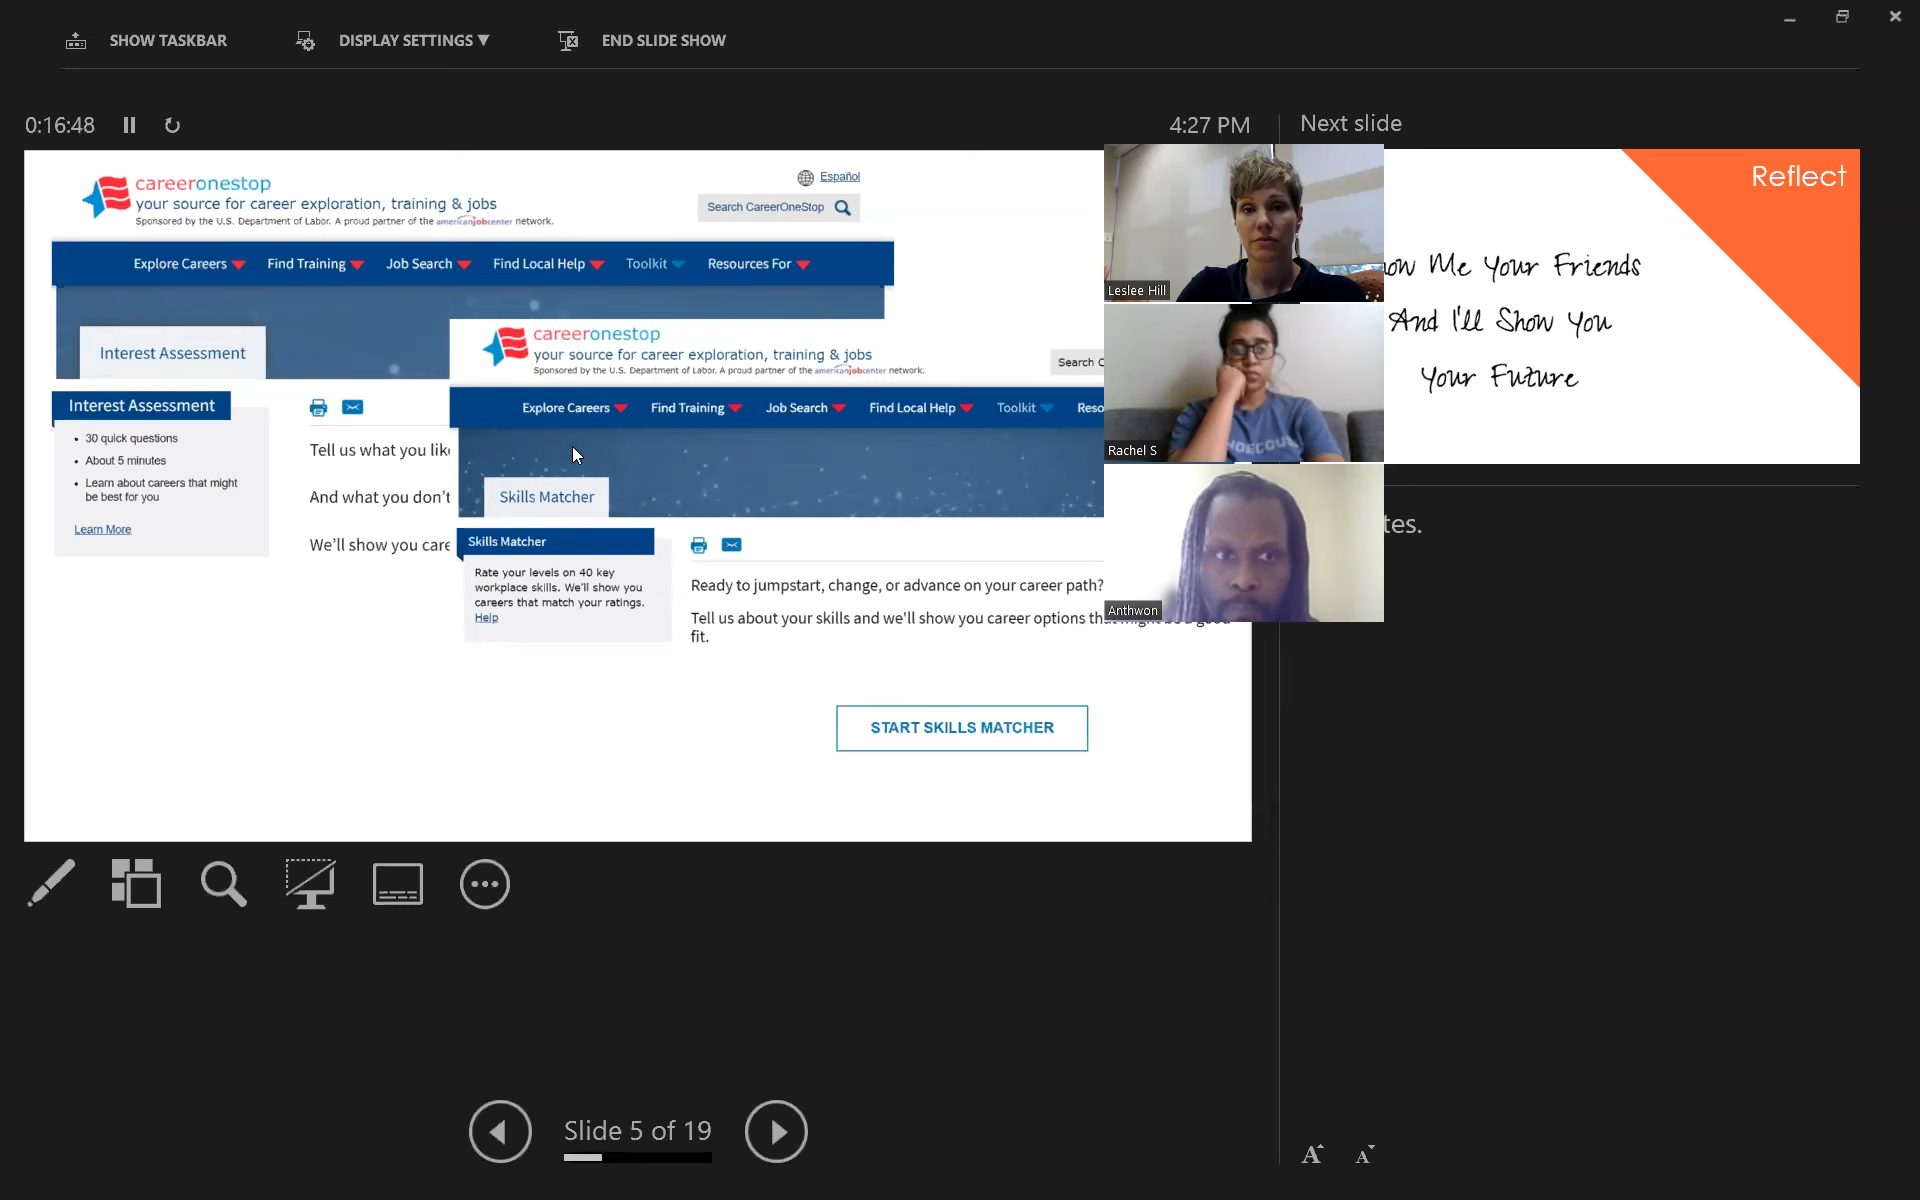 SHOW TASKBAR
DISPLAY SETTINGS ▼
END SLIDE SHOW
0:16:48
4:27 PM
Next slide
careeronestop
your source for career exploration, training & jobs
Sponsored by the U.S. Department of Labor. A proud partner of the americanjobcenter network.
Español
Search CareerOneStop
Explore Careers
Find Training
Job Search
Find Local Help
Toolkit
Resources For
Interest Assessment
Interest Assessment
• 30 quick questions
• About 5 minutes
• Learn about careers that might
be best for you
Learn More
Tell us what you
And what you don't
We'll show you
careeronestop
your source for career exploration, training & jobs
Sponsored by the U.S. Department of Labor. A proud partner of the americanjobcenter network.
Search
Explore Careers
Find Training
Job Search
Find Local Help
Toolkit
Skills Matcher
Skills Matcher
Rate your levels on 40 key
workplace skills. We'll show you
careers that match your ratings.
Help
Ready to jumpstart, change, or advance on your career path?
Tell us about your skills and we'll show you career options
fit.
START SKILLS MATCHER
Leslee Hill
Rachel S
Anthwon
Reflect
Me Your Friends
And I'll Show You
Your Future
Slide 5 of 19
A A